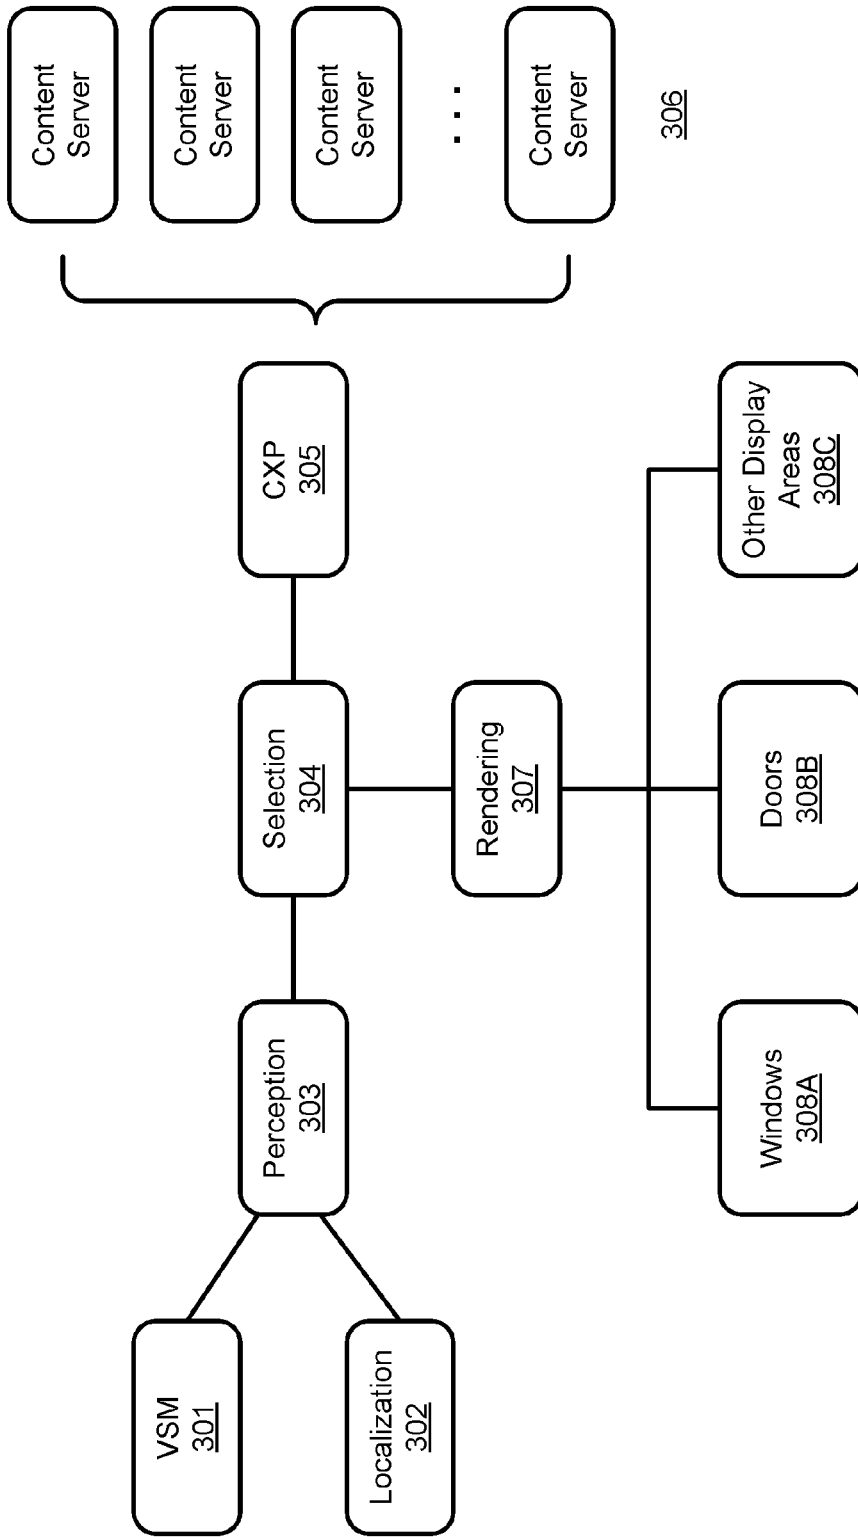 VSM
301
Localization
302
Perception
303
Selection
304
CXP
305
Content
Server
Content
Server
Content
Server
. . .
Content
Server
306
Rendering
307
Windows
308A
Doors
308B
Other Display
Areas
308C